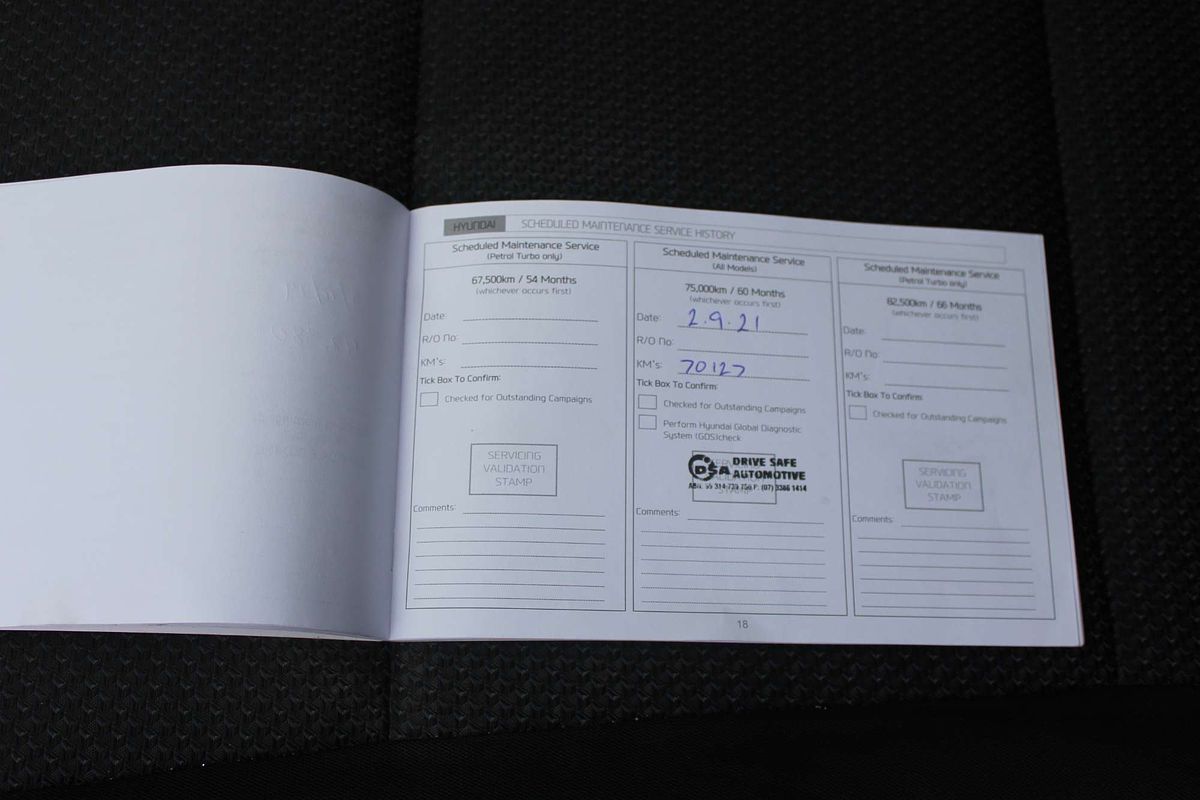 HYUNDAI SCHEDULED MAINTENANCE SERVICE HISTORY
Scheduled Maintenance Service
(Petrol Turbo only)
67,500km / 54 Months
(whichever occurs first)
Date:
R/O No:
KM's:
Tick Box To Confirm:
Checked for Outstanding Campaigns
SERVICING
VALIDATION
STAMP
Comments:
Scheduled Maintenance Service
(All Models)
75,000km / 60 Months
(whichever occurs first)
Date: 2.9.21
R/O No:
KM's: 70127
Tick Box To Confirm:
Checked for Outstanding Campaigns
Perform Hyundai Global Diagnostic
System (GDS)check
DSA DRIVE SAFE
AUTOMOTIVE
P: (07) 3386 1414
STAMP
Comments:
Scheduled Maintenance Service
(Petrol Turbo only)
82,500km / 66 Months
(whichever occurs first)
Date:
R/O No:
KM's:
Tick Box To Confirm
Checked for Outstanding Campaigns
SERVICING
VALIDATION
STAMP
Comments:
18